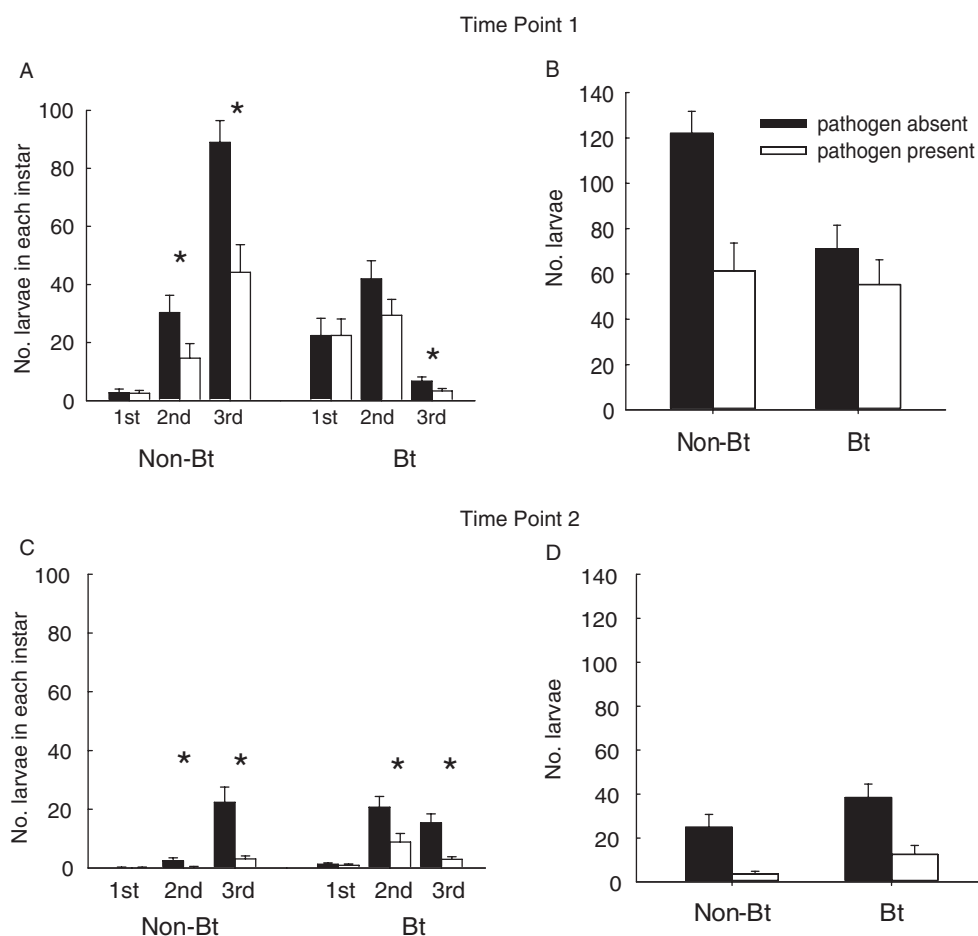 Time Point 1
A
No. larvae in each instar
100
80
60
40
20
0
*
*
*
1st 2nd 3rd 1st 2nd 3rd
Non-Bt Bt
B
No. larvae
140
120
100
80
60
40
20
0
pathogen absent
pathogen present
Non-Bt Bt
Time Point 2
C
No. larvae in each instar
100
80
60
40
20
0
* * * *
1st 2nd 3rd 1st 2nd 3rd
Non-Bt Bt
D
No. larvae
140
120
100
80
60
40
20
0
Non-Bt Bt